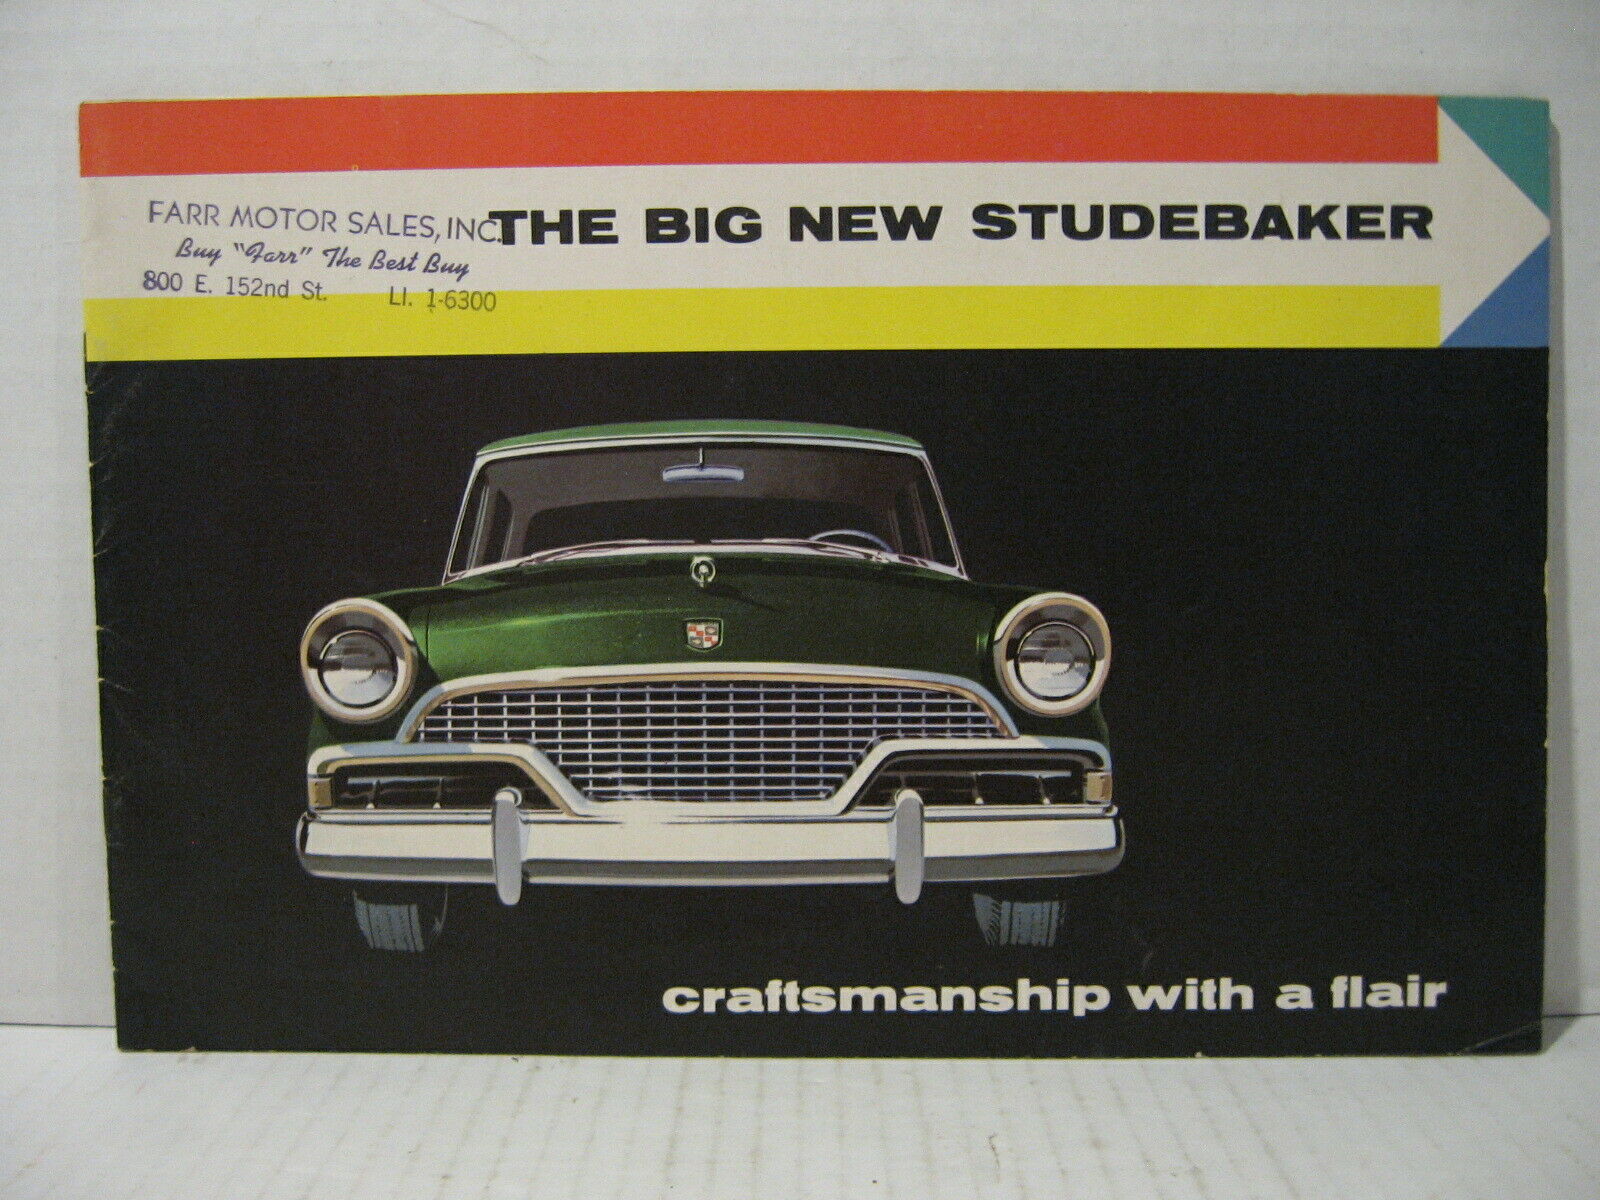 FARR MOTOR SALES, INC.
Buy "Farr" The Best Buy
800 E. 152nd St. LI. 1-6300
THE BIG NEW STUDEBAKER
craftsmanship with a flair